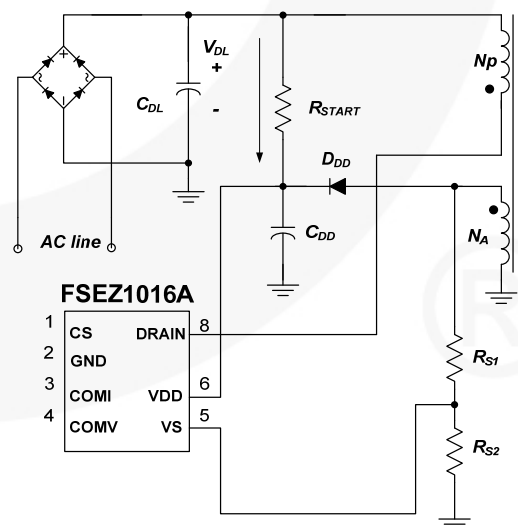 V_DL
+
-
C_DL
R_START
Np
D_DD
C_DD
N_A
AC line
FSEZ1016A
1 CS DRAIN 8
2 GND
3 COMI VDD 6
4 COMV VS 5
R_S1
R_S2
+
~ ~
-
®